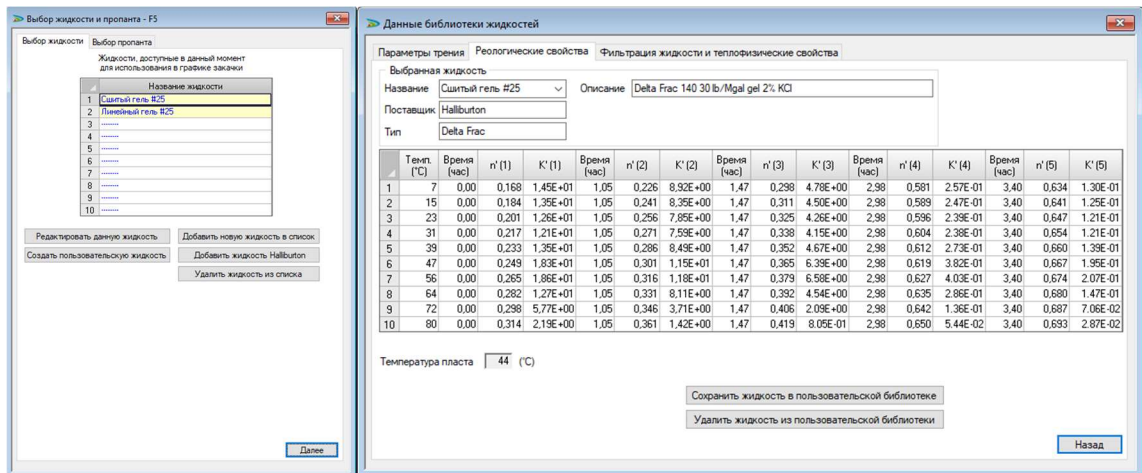 Выбор жидкости и пропанта - F5
Выбор жидкости Выбор пропанта
Жидкости, доступные в данный момент
для использования в графике закачки
Название жидкости
1 Сшитый гель #25
2 Линейный гель #25
3 --------
4 --------
5 --------
6 --------
7 --------
8 --------
9 --------
10 --------
Редактировать данную жидкость Добавить новую жидкость в список
Создать пользовательскую жидкость Добавить жидкость Halliburton
Удалить жидкость из списка
Далее
Данные библиотеки жидкостей
Параметры трения Реологические свойства Фильтрация жидкости и теплофизические свойства
Выбранная жидкость
Название Сшитый гель #25 Описание Delta Frac 140 30 lb/Mgal gel 2% KCl
Поставщик Halliburton
Тип Delta Frac
Темп. (°C) Время (час) n' (1) K' (1) Время (час) n' (2) K' (2) Время (час) n' (3) K' (3) Время (час) n' (4) K' (4) Время (час) n' (5) K' (5)
1 7 0,00 0,168 1,45E+01 1,05 0,226 8,92E+00 1,47 0,298 4.78E+00 2,98 0,581 2.57E-01 3,40 0,634 1.30E-01
2 15 0,00 0,184 1,35E+01 1,05 0,241 8,35E+00 1,47 0,311 4.50E+00 2,98 0,589 2.47E-01 3,40 0,641 1.25E-01
3 23 0,00 0,201 1,26E+01 1,05 0,256 7,85E+00 1,47 0,325 4.26E+00 2,98 0,596 2.39E-01 3,40 0,647 1.21E-01
4 31 0,00 0,217 1,21E+01 1,05 0,271 7,59E+00 1,47 0,338 4.15E+00 2,98 0,604 2.38E-01 3,40 0,654 1.21E-01
5 39 0,00 0,233 1,35E+01 1,05 0,286 8,49E+00 1,47 0,352 4.67E+00 2,98 0,612 2.73E-01 3,40 0,660 1.39E-01
6 47 0,00 0,249 1,83E+01 1,05 0,301 1,15E+01 1,47 0,365 6.39E+00 2,98 0,619 3.82E-01 3,40 0,667 1.95E-01
7 56 0,00 0,265 1,86E+01 1,05 0,316 1,18E+01 1,47 0,379 6.58E+00 2,98 0,627 4.03E-01 3,40 0,674 2.07E-01
8 64 0,00 0,282 1,27E+01 1,05 0,331 8,11E+00 1,47 0,392 4.54E+00 2,98 0,635 2.86E-01 3,40 0,680 1.47E-01
9 72 0,00 0,298 5,77E+00 1,05 0,346 3,71E+00 1,47 0,406 2.09E+00 2,98 0,642 1.36E-01 3,40 0,687 7.06E-02
10 80 0,00 0,314 2,19E+00 1,05 0,361 1,42E+00 1,47 0,419 8.05E-01 2,98 0,650 5.44E-02 3,40 0,693 2.87E-02
Температура пласта 44 (°C)
Сохранить жидкость в пользовательской библиотеке
Удалить жидкость из пользовательской библиотеки
Назад